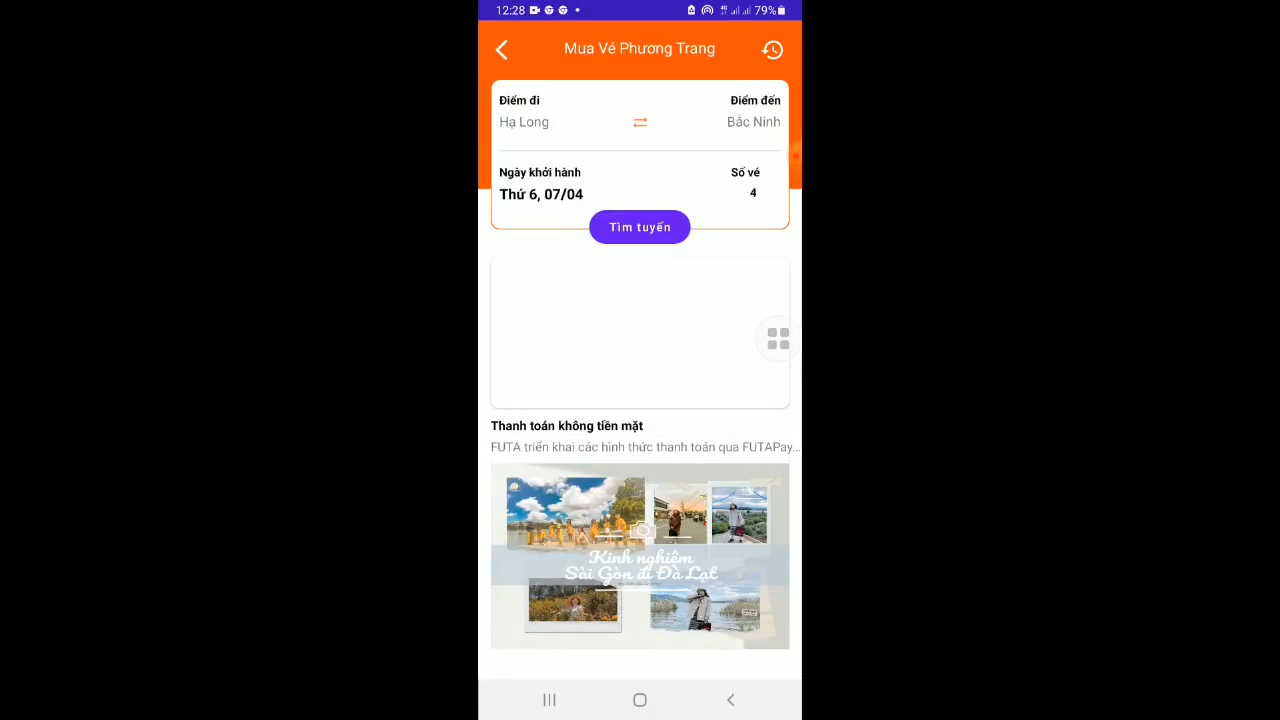 12:28
79%
Mua Vé Phương Trang
Điểm đi
Điểm đến
Hạ Long
Bắc Ninh
Ngày khởi hành
Số vé
Thứ 6, 07/04
4
Tìm tuyến
Thanh toán không tiền mặt
FUTA triển khai các hình thức thanh toán qua FUTAPay...
Kinh nghiệm
Sài Gòn đi Đà Lạt